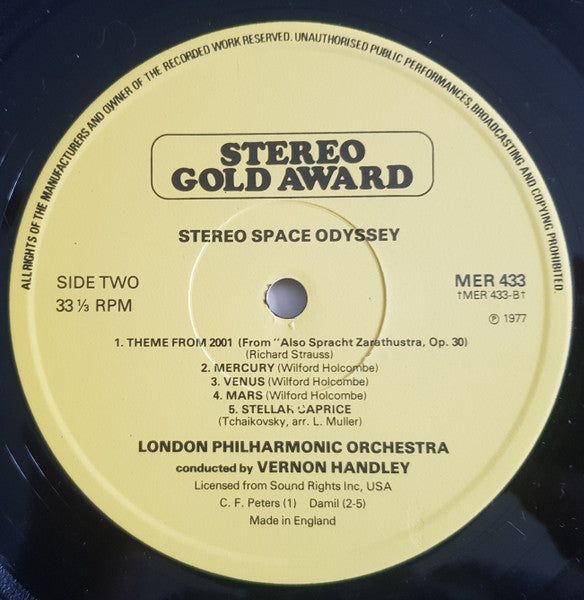 ALL RIGHTS OF THE MANUFACTURERS AND OWNER OF THE RECORDED WORK RESERVED. UNAUTHORISED PUBLIC PERFORMANCES, BROADCASTING AND COPYING PROHIBITED.
STEREO
GOLD AWARD
STEREO SPACE ODYSSEY
SIDE TWO
33 ⅓ RPM
MER 433
†MER 433-B†
℗ 1977
1. THEME FROM 2001 (From "Also Spracht Zarathustra, Op. 30)
(Richard Strauss)
2. MERCURY (Wilford Holcombe)
3. VENUS (Wilford Holcombe)
4. MARS (Wilford Holcombe)
5. STELLAR CAPRICE
(Tchaikovsky, arr. L. Muller)
LONDON PHILHARMONIC ORCHESTRA
conducted by VERNON HANDLEY
Licensed from Sound Rights Inc, USA
C. F. Peters (1) Damil (2-5)
Made in England